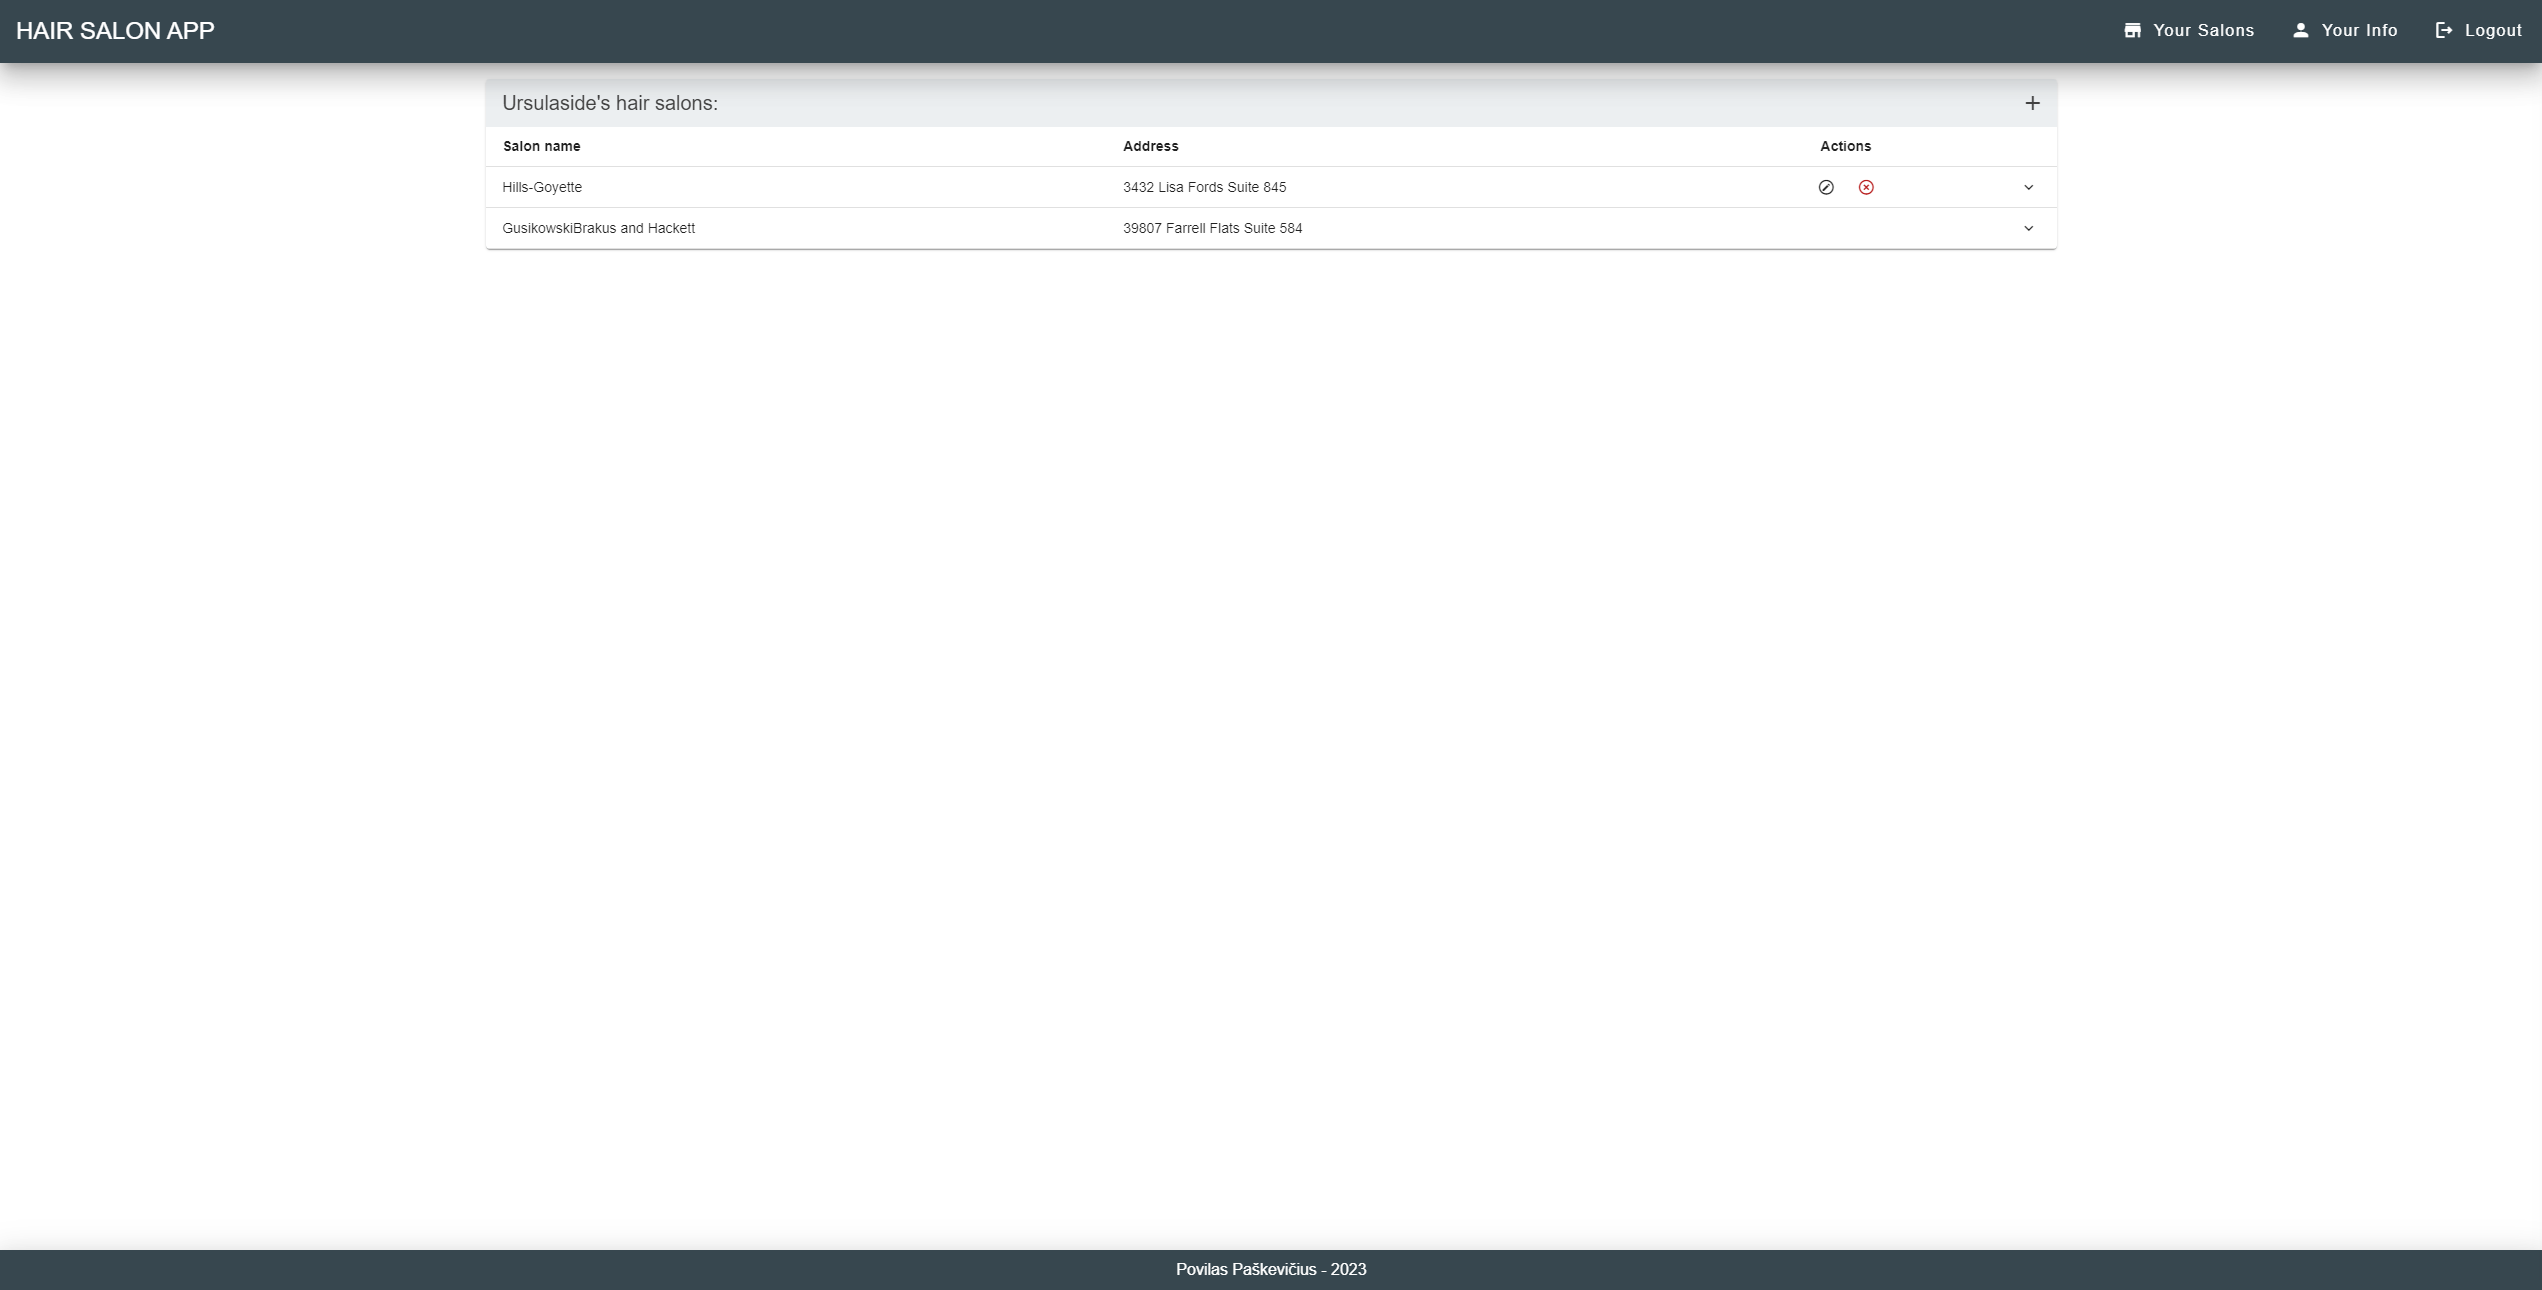 HAIR SALON APP
Your Salons
Your Info
Logout
Ursulaside's hair salons:
Salon name Address Actions
Hills-Goyette 3432 Lisa Fords Suite 845
GusikowskiBrakus and Hackett 39807 Farrell Flats Suite 584
Povilas Paškevičius - 2023